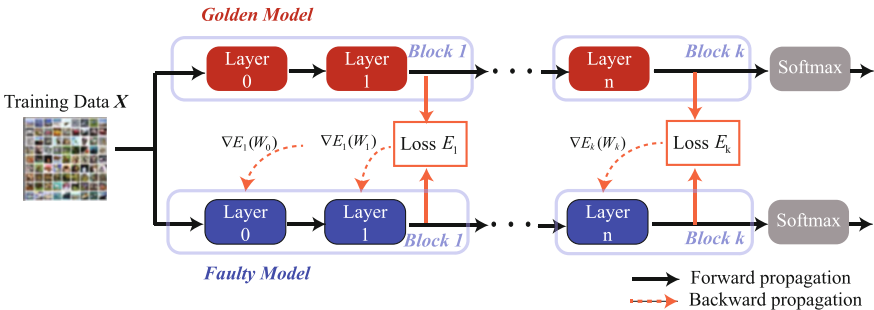 Golden Model
Block 1
Block k
Layer
0
Layer
1
Layer
n
Softmax
Training Data X
∇E₁(W₀)
∇E₁(W₁)
Loss E₁
∇Eₖ(Wₖ)
Loss Eₖ
Layer
0
Layer
1
Layer
n
Softmax
Block 1
Block k
Faulty Model
Forward propagation
Backward propagation